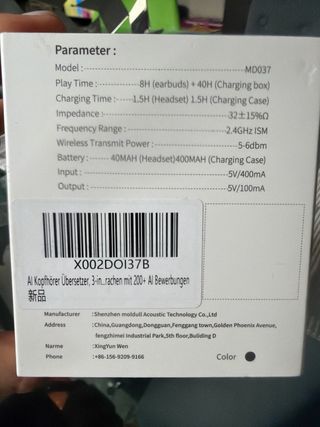 Parameter :
Model : MD037
Play Time : 8H (earbuds) + 40H (Charging box)
Charging Time : 1.5H (Headset) 1.5H (Charging Case)
Impedance : 32±15%Ω
Frequency Range : 2.4GHz ISM
Wireless Transmit Power : 5-6dbm
Battery : 40MAH (Headset)400MAH (Charging Case)
Input : 5V/400mA
Output : 5V/100mA
X002DOI37B
AI Kopfhörer Übersetzer, 3-in...rachen mit 200+ AI Bewerbungen
新品
Manufacturer :Shenzhen moldull Acoustic Technology Co., Ltd
Address :China,Guangdong,Dongguan,Fenggang town,Golden Phoenix Avenue,
fengzhimei Industrial Park,5th floor,Buliding D
Name :XingYun Wen
Phone :+86-156-9209-9166
Color :